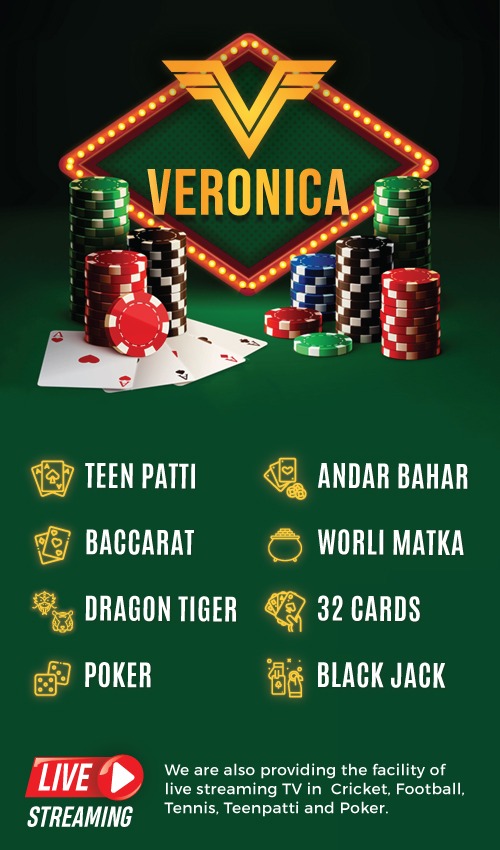 VERONICA
TEEN PATTI
ANDAR BAHAR
BACCARAT
WORLI MATKA
DRAGON TIGER
32 CARDS
POKER
BLACK JACK
LIVE
STREAMING
We are also providing the facility of
live streaming TV in Cricket, Football,
Tennis, Teenpatti and Poker.